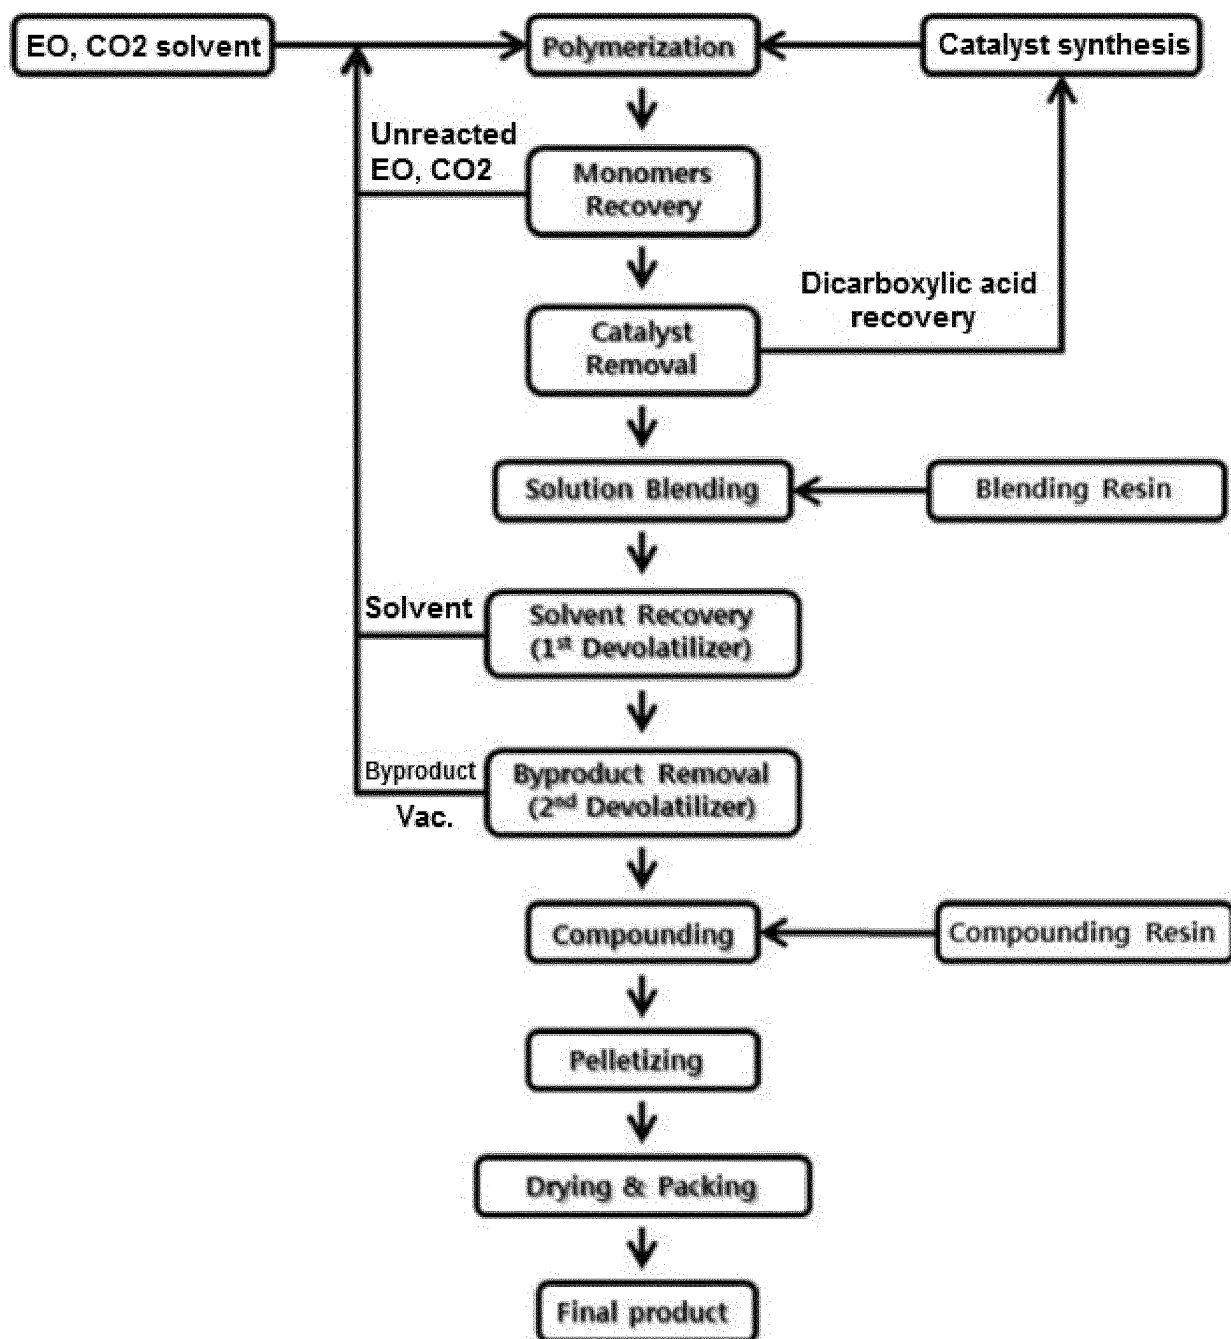 EO, CO2 solvent
Polymerization
Catalyst synthesis
Unreacted
EO, CO2
Monomers
Recovery
Dicarboxylic acid
recovery
Catalyst
Removal
Solution Blending
Blending Resin
Solvent
Solvent Recovery
(1st Devolatilizer)
Byproduct
Vac.
Byproduct Removal
(2nd Devolatilizer)
Compounding
Compounding Resin
Pelletizing
Drying & Packing
Final product